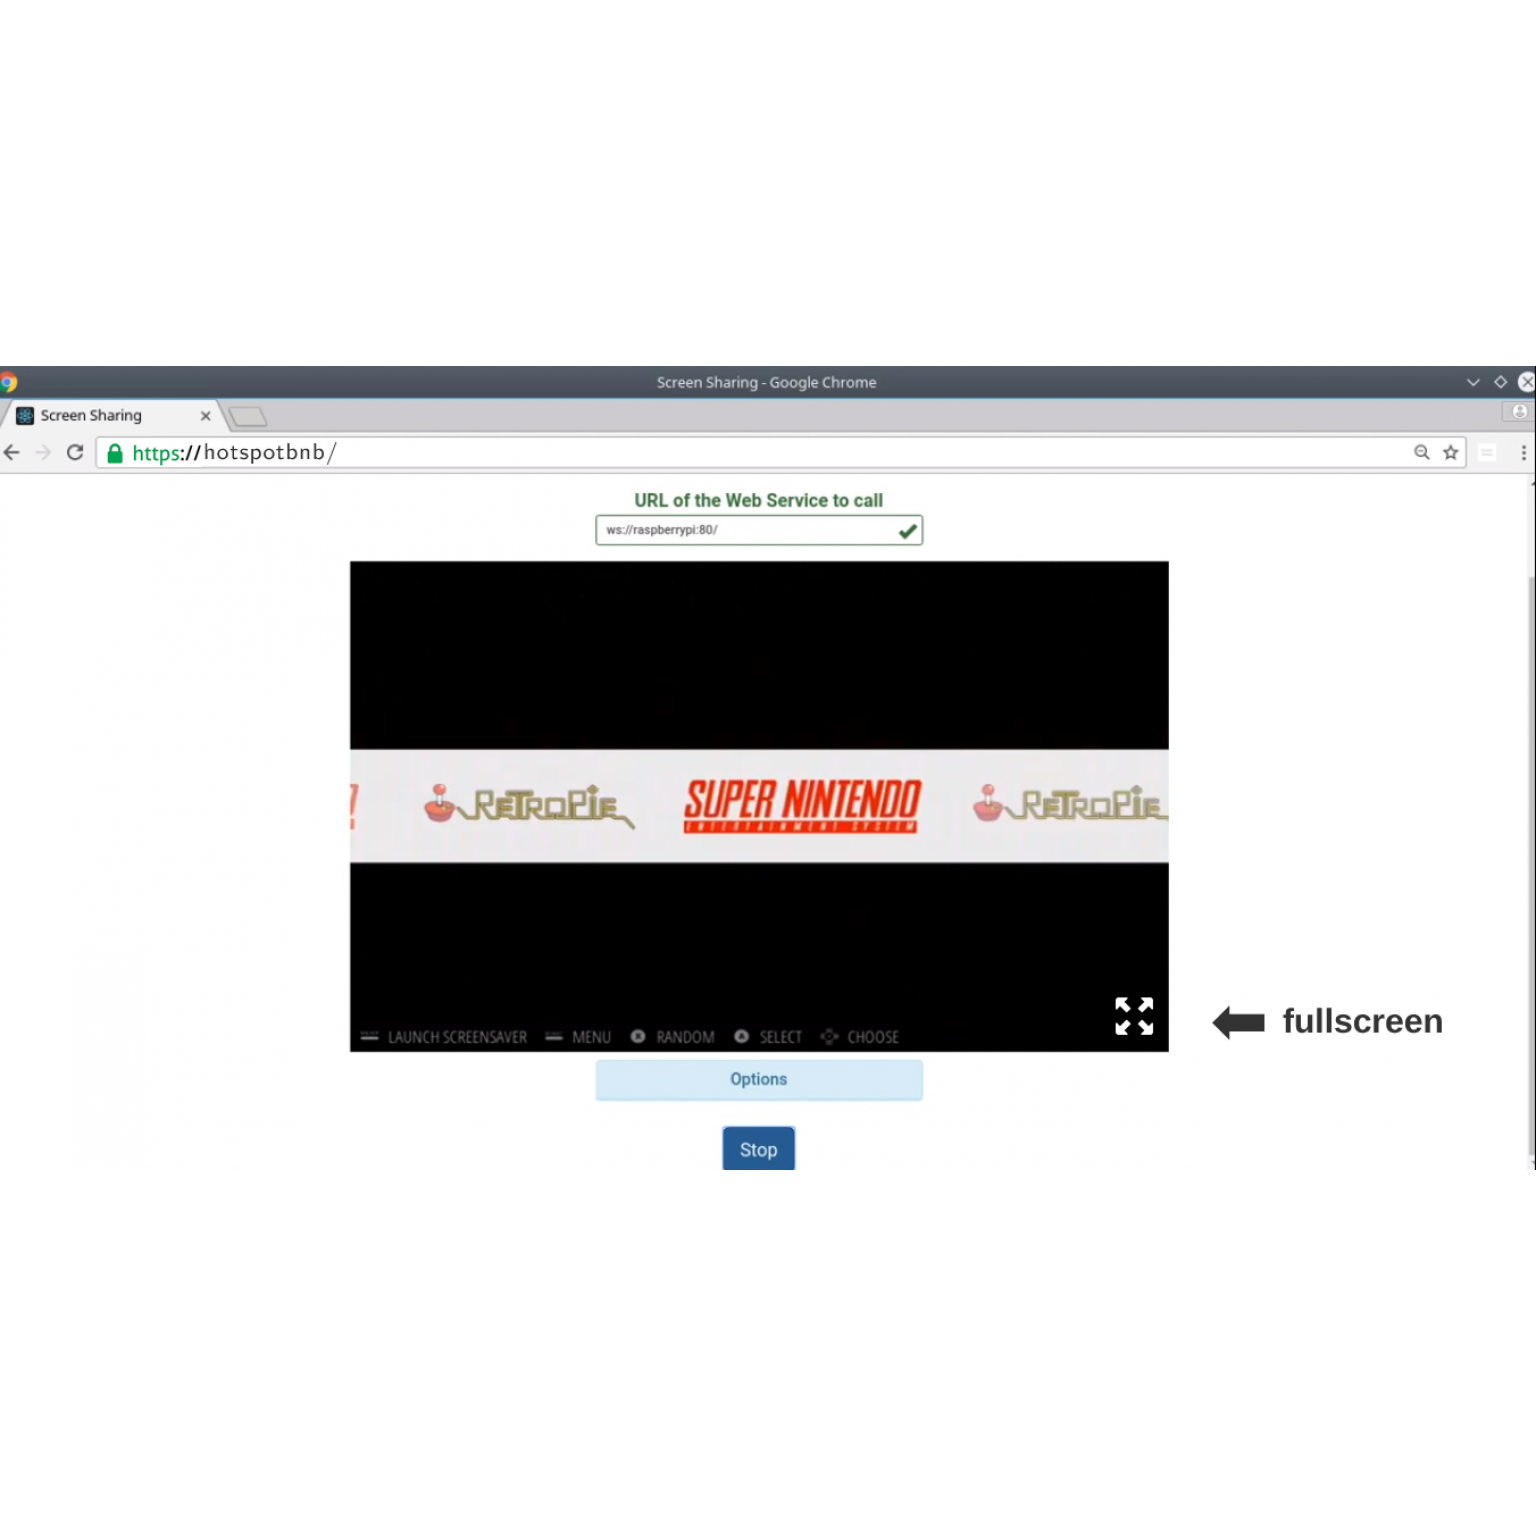 Screen Sharing - Google Chrome
Screen Sharing
https://hotspotbnb/
URL of the Web Service to call
ws://raspberrypi:80/
! RETROPIE SUPER NINTENDO RETROPIE
ENTERTAINMENT SYSTEM
LAUNCH SCREENSAVER MENU RANDOM SELECT CHOOSE
fullscreen
Options
Stop